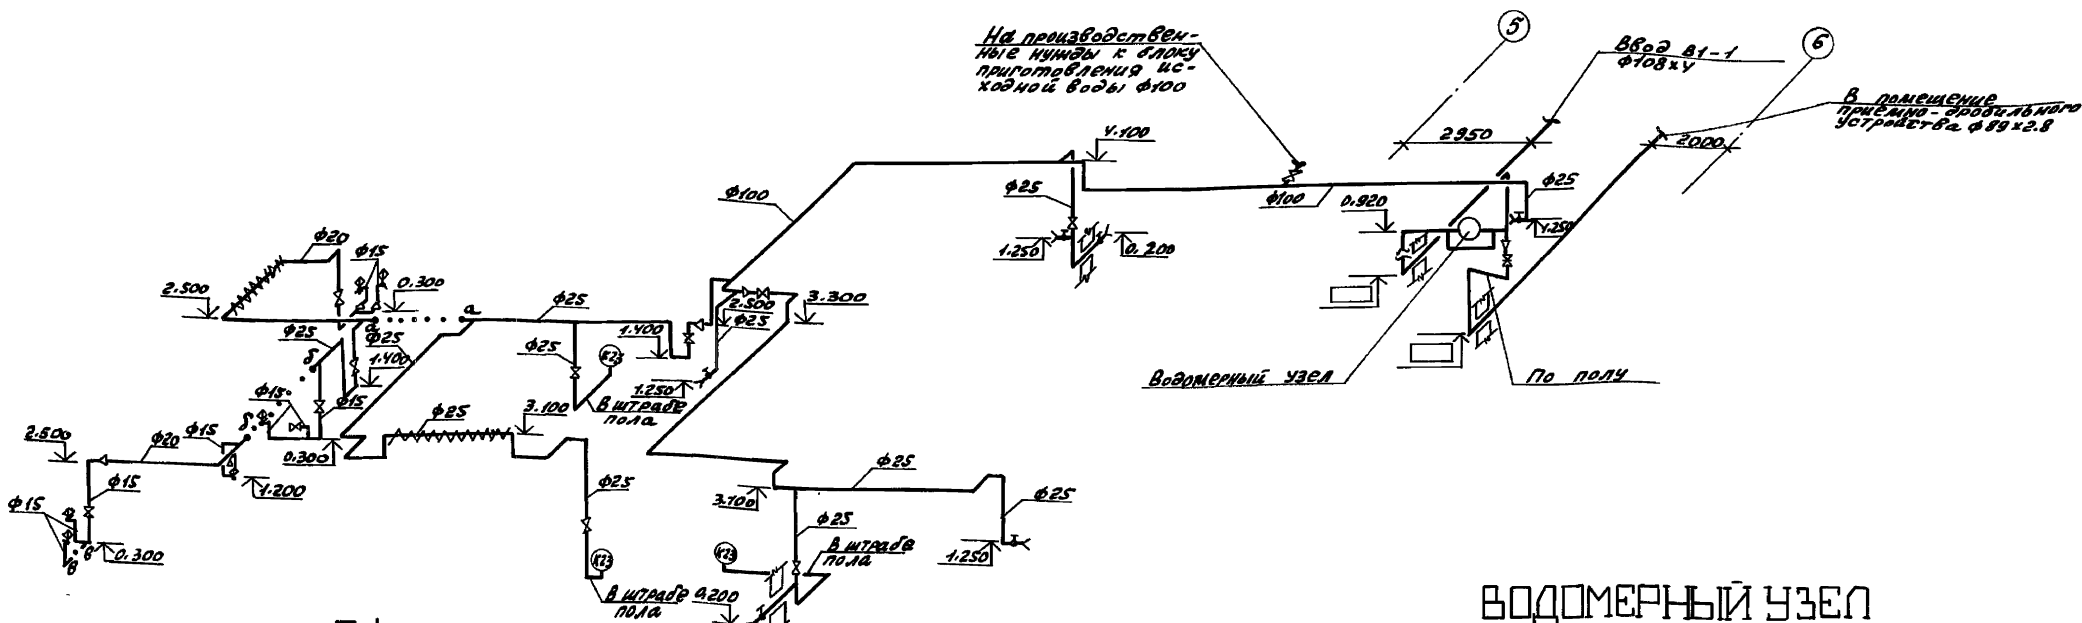 На производствен-
ные нужды к блоку
приготовления ис-
ходной воды ф100
5
Ввод В1-1
ф108х4
6
В помещение
приёмно-дробильного
устройства ф89х2.8
2950
2000
4.100
ф25
ф100
0.920
ф25
1.250
1.250
0.200
ф100
ф20
ф15
2.500
0.300
а
а
ф25
2.500
3.300
ф25
1.400
ф25
ф25
ф25
К23
б
1.400
1.250
Водомерный узел
По полу
ф15
ф15
В штрабе
пола
ф25
3.100
2.500
ф20
ф15
б
0.300
1.200
ф15
ф25
ф25
3.100
ф25
ф15
ф25
0.300
в
в
К23
К23
В штрабе
пола
1.250
В штрабе
пола
0.200
ВОДОМЕРНЫЙ УЗЕЛ